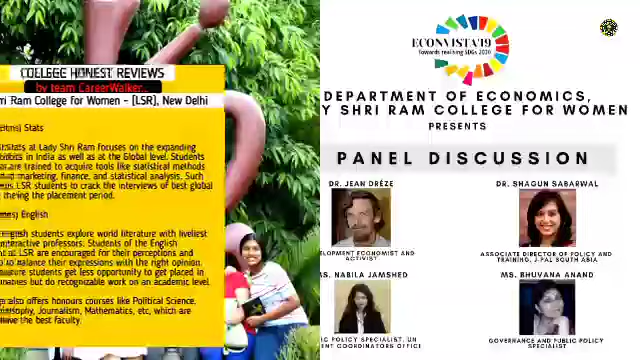 COLLEGE HONEST REVIEWS
by team CareerWalker...
Ram College for Women - [LSR], New Delhi
Stats
at Lady Shri Ram focuses on the expanding
in India as well as at the Global level. Students
are trained to acquire tools like statistical methods
marketing, finance, and statistical analysis. Such
LSR students to crack the interviews of best global
the placement period.
English
students explore world literature with liveliest
professors. Students of the English
at LSR are encouraged for their perceptions and
balance their expressions with the right opinion.
students get less opportunity to get placed in
but do recognizable work on an academic level.
also offers honours courses like Political Science,
Journalism, Mathematics, etc, which are
the best faculty.
ECONVISTA'19
Towards realising SDGs 2030
DEPARTMENT OF ECONOMICS,
Y SHRI RAM COLLEGE FOR WOMEN
PRESENTS
PANEL DISCUSSION
DR. JEAN DRÉZE
DR. SHAGUN SABARWAL
LOPMENT ECONOMIST AND
ACTIVIST
ASSOCIATE DIRECTOR OF POLICY AND
TRAINING, J-PAL SOUTH ASIA
S. NABILA JAMSHED
MS. BHUVANA ANAND
IC POLICY SPECIALIST, UN
ENT COORDINATORS OFFICE
GOVERNANCE AND PUBLIC POLICY
SPECIALIST